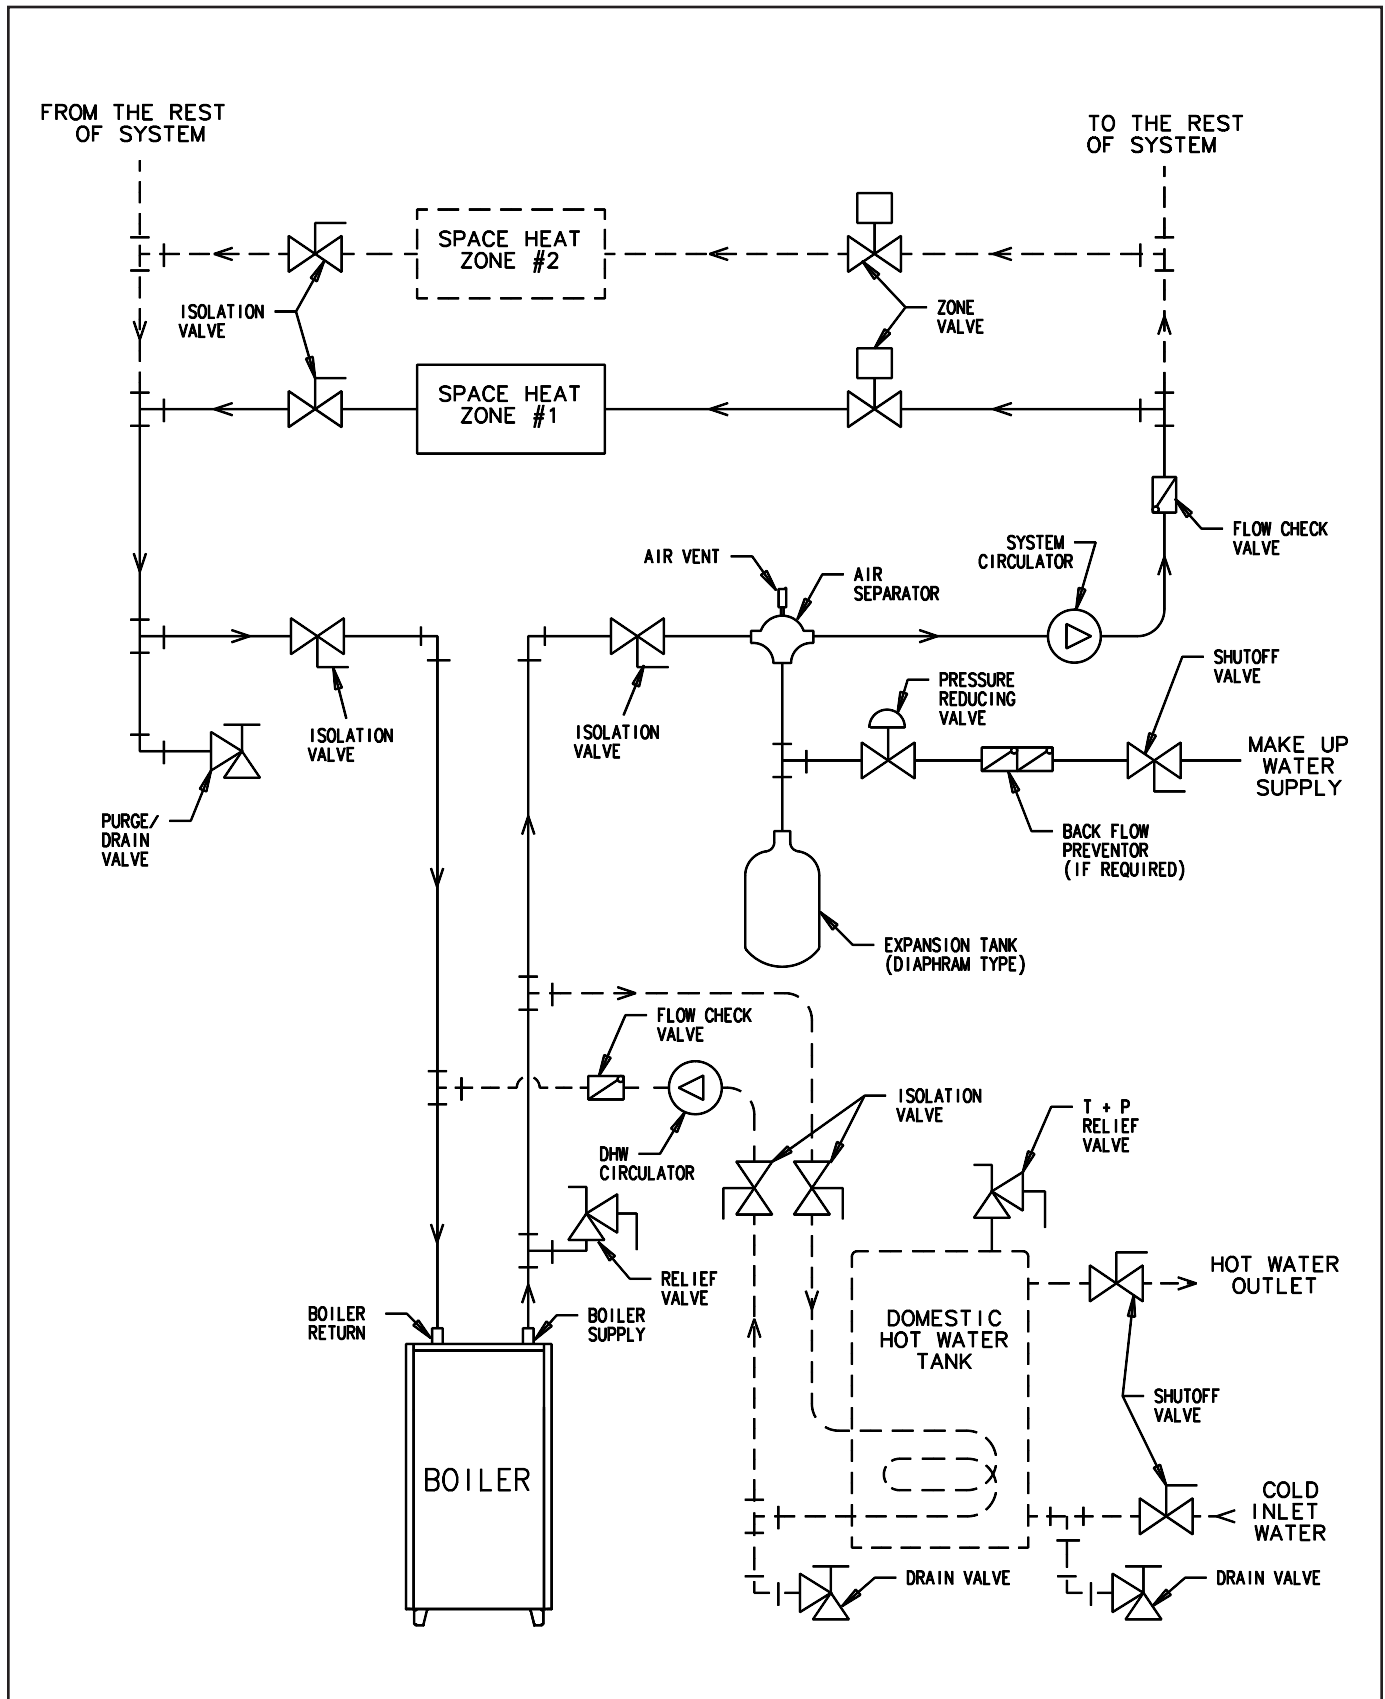 FROM THE REST
OF SYSTEM
TO THE REST
OF SYSTEM
SPACE HEAT
ZONE #2
ISOLATION
VALVE
ZONE
VALVE
SPACE HEAT
ZONE #1
FLOW CHECK
VALVE
SYSTEM
CIRCULATOR
AIR VENT
AIR
SEPARATOR
SHUTOFF
VALVE
PRESSURE
REDUCING
VALVE
ISOLATION
VALVE
ISOLATION
VALVE
MAKE UP
WATER
SUPPLY
PURGE/
DRAIN
VALVE
BACK FLOW
PREVENTOR
(IF REQUIRED)
EXPANSION TANK
(DIAPHRAM TYPE)
FLOW CHECK
VALVE
ISOLATION
VALVE
T + P
RELIEF
VALVE
DHW
CIRCULATOR
RELIEF
VALVE
HOT WATER
OUTLET
BOILER
RETURN
BOILER
SUPPLY
DOMESTIC
HOT WATER
TANK
SHUTOFF
VALVE
BOILER
COLD
INLET
WATER
DRAIN VALVE
DRAIN VALVE